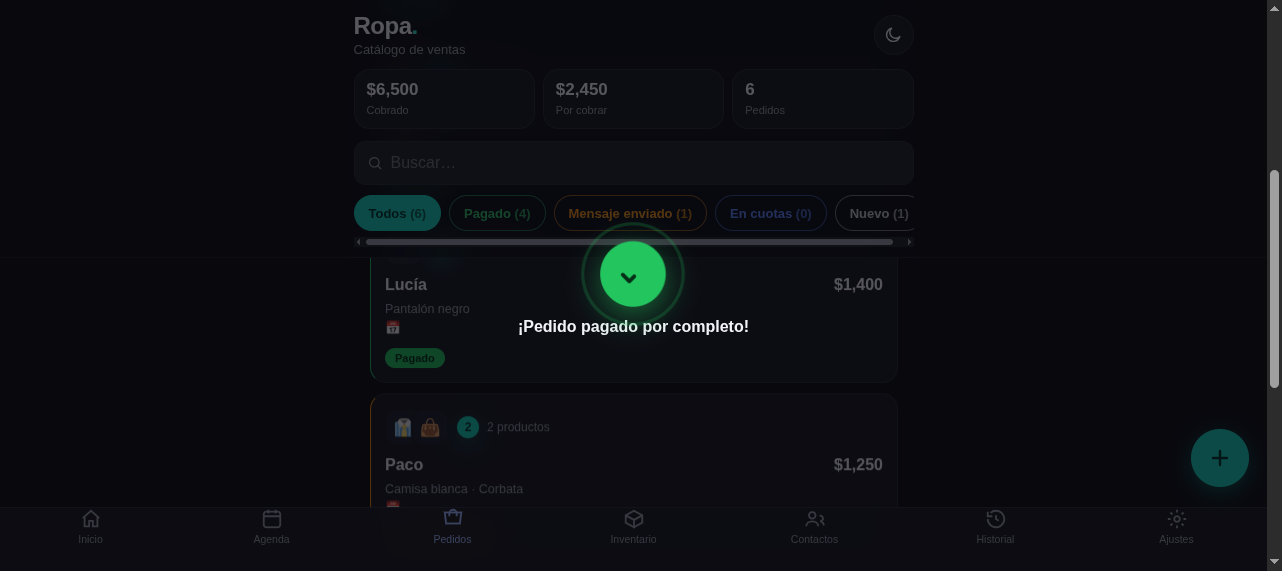 Ropa.
Catálogo de ventas
$6,500
Cobrado
$2,450
Por cobrar
6
Pedidos
Buscar…
Todos (6)
Pagado (4)
Mensaje enviado (1)
En cuotas (0)
Nuevo (1)
Lucía
$1,400
Pantalón negro
¡Pedido pagado por completo!
Pagado
2
2 productos
Paco
$1,250
Camisa blanca · Corbata
Inicio
Agenda
Pedidos
Inventario
Contactos
Historial
Ajustes